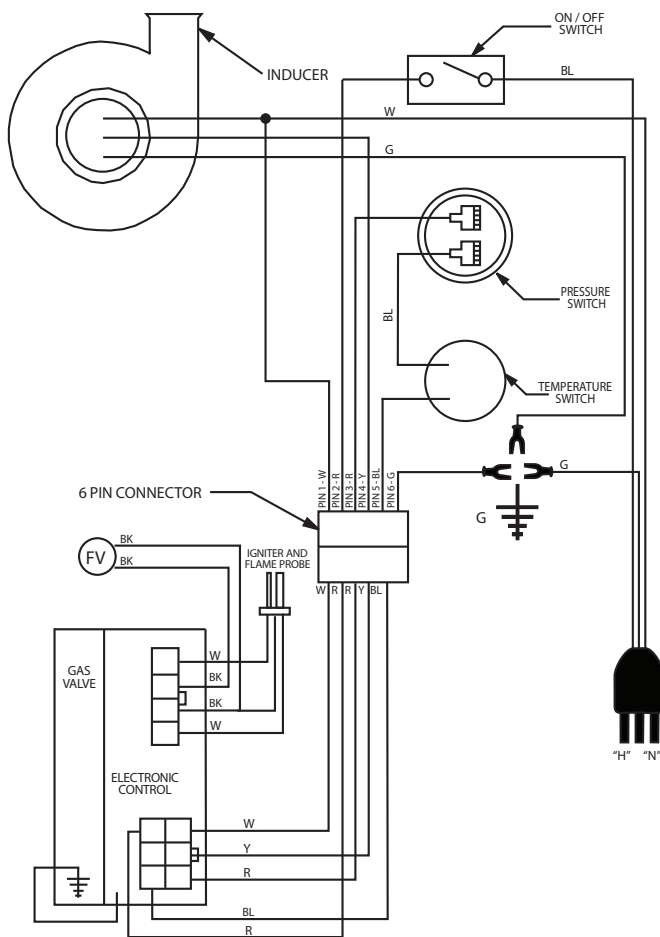 ON / OFF
SWITCH
INDUCER
BL
W
G
PRESSURE
SWITCH
BL
TEMPERATURE
SWITCH
PIN 1 - W
PIN 2 - R
PIN 3 - R
PIN 4 - Y
PIN 5 - BL
PIN 6 - G
G
6 PIN CONNECTOR
G
BK
FV
BK
IGNITER AND
FLAME PROBE
W R R Y BL
GAS
VALVE
W
BK
BK
W
"H" "N"
ELECTRONIC
CONTROL
W
Y
R
BL
R